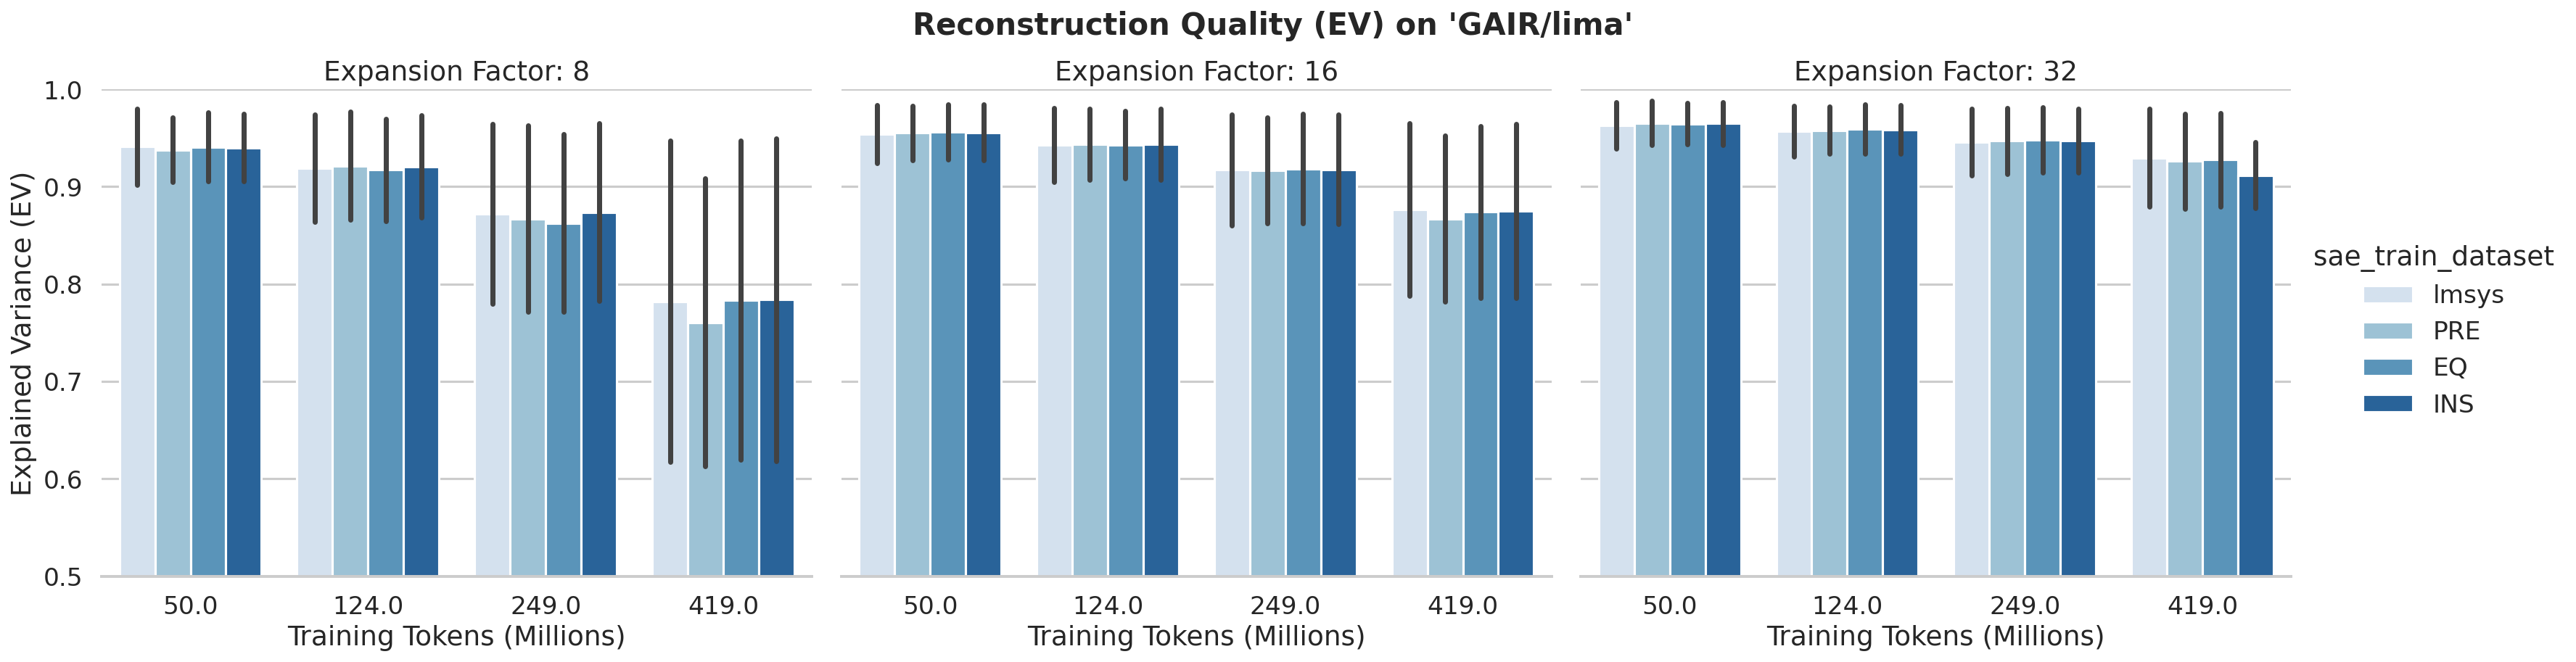 Reconstruction Quality (EV) on 'GAIR/lima'
Expansion Factor: 8
Expansion Factor: 16
Expansion Factor: 32
Explained Variance (EV)
1.0
0.9
0.8
0.7
0.6
0.5
50.0 124.0 249.0 419.0
50.0 124.0 249.0 419.0
50.0 124.0 249.0 419.0
Training Tokens (Millions)
Training Tokens (Millions)
Training Tokens (Millions)
sae_train_dataset
lmsys
PRE
EQ
INS